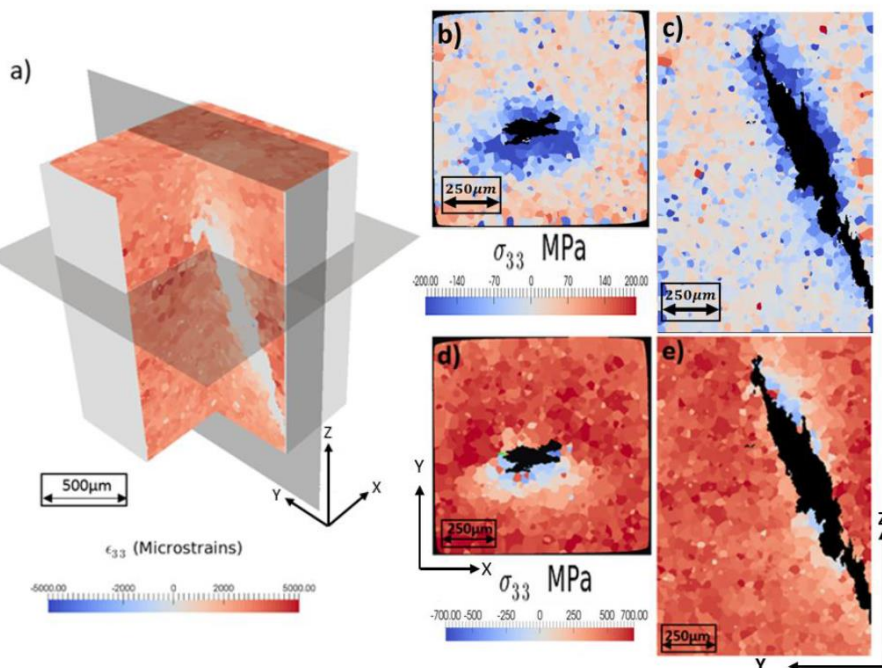 a)
500μm
Z
Y
X
ϵ33 (Microstrains)
-5000.00 -2000 0 2000 5000.00
b)
250μm
c)
250μm
σ33 MPa
-200.00 -140 -70 0 70 140 200.00
d)
250μm
Y
X
e)
250μm
σ33 MPa
-700.00 -500 -250 0 250 500 700.00
Z
Y